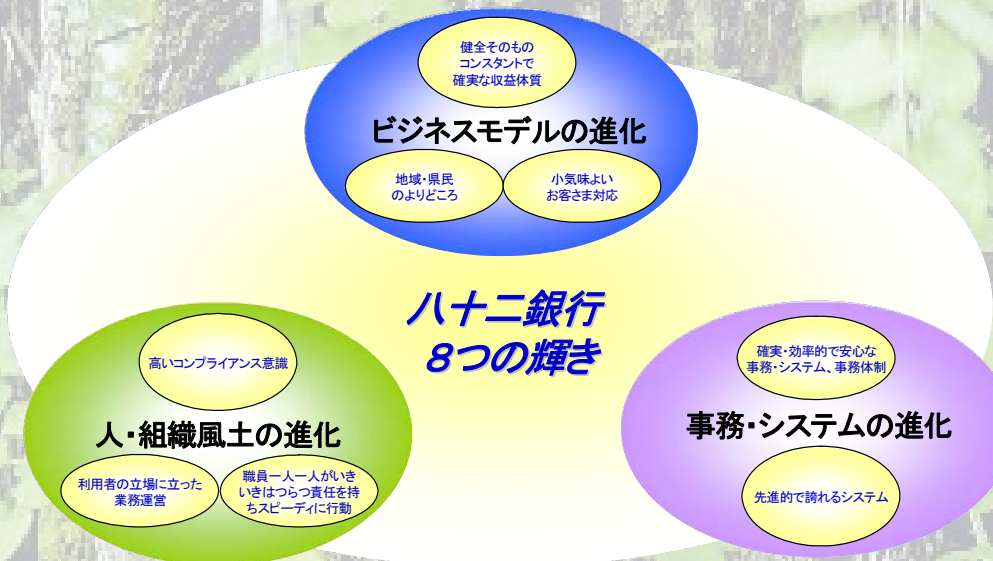 健全そのもの
コンスタントで
確実な収益体質
ビジネスモデルの進化
地域・県民
のよりどころ
小気味よい
お客さま対応
八十二銀行
８つの輝き
高いコンプライアンス意識
人・組織風土の進化
利用者の立場に立った
業務運営
職員一人一人がいき
いきはつらつ責任を持
ちスピーディに行動
確実・効率的で安心な
事務・システム、事務体制
事務・システムの進化
先進的で誇れるシステム